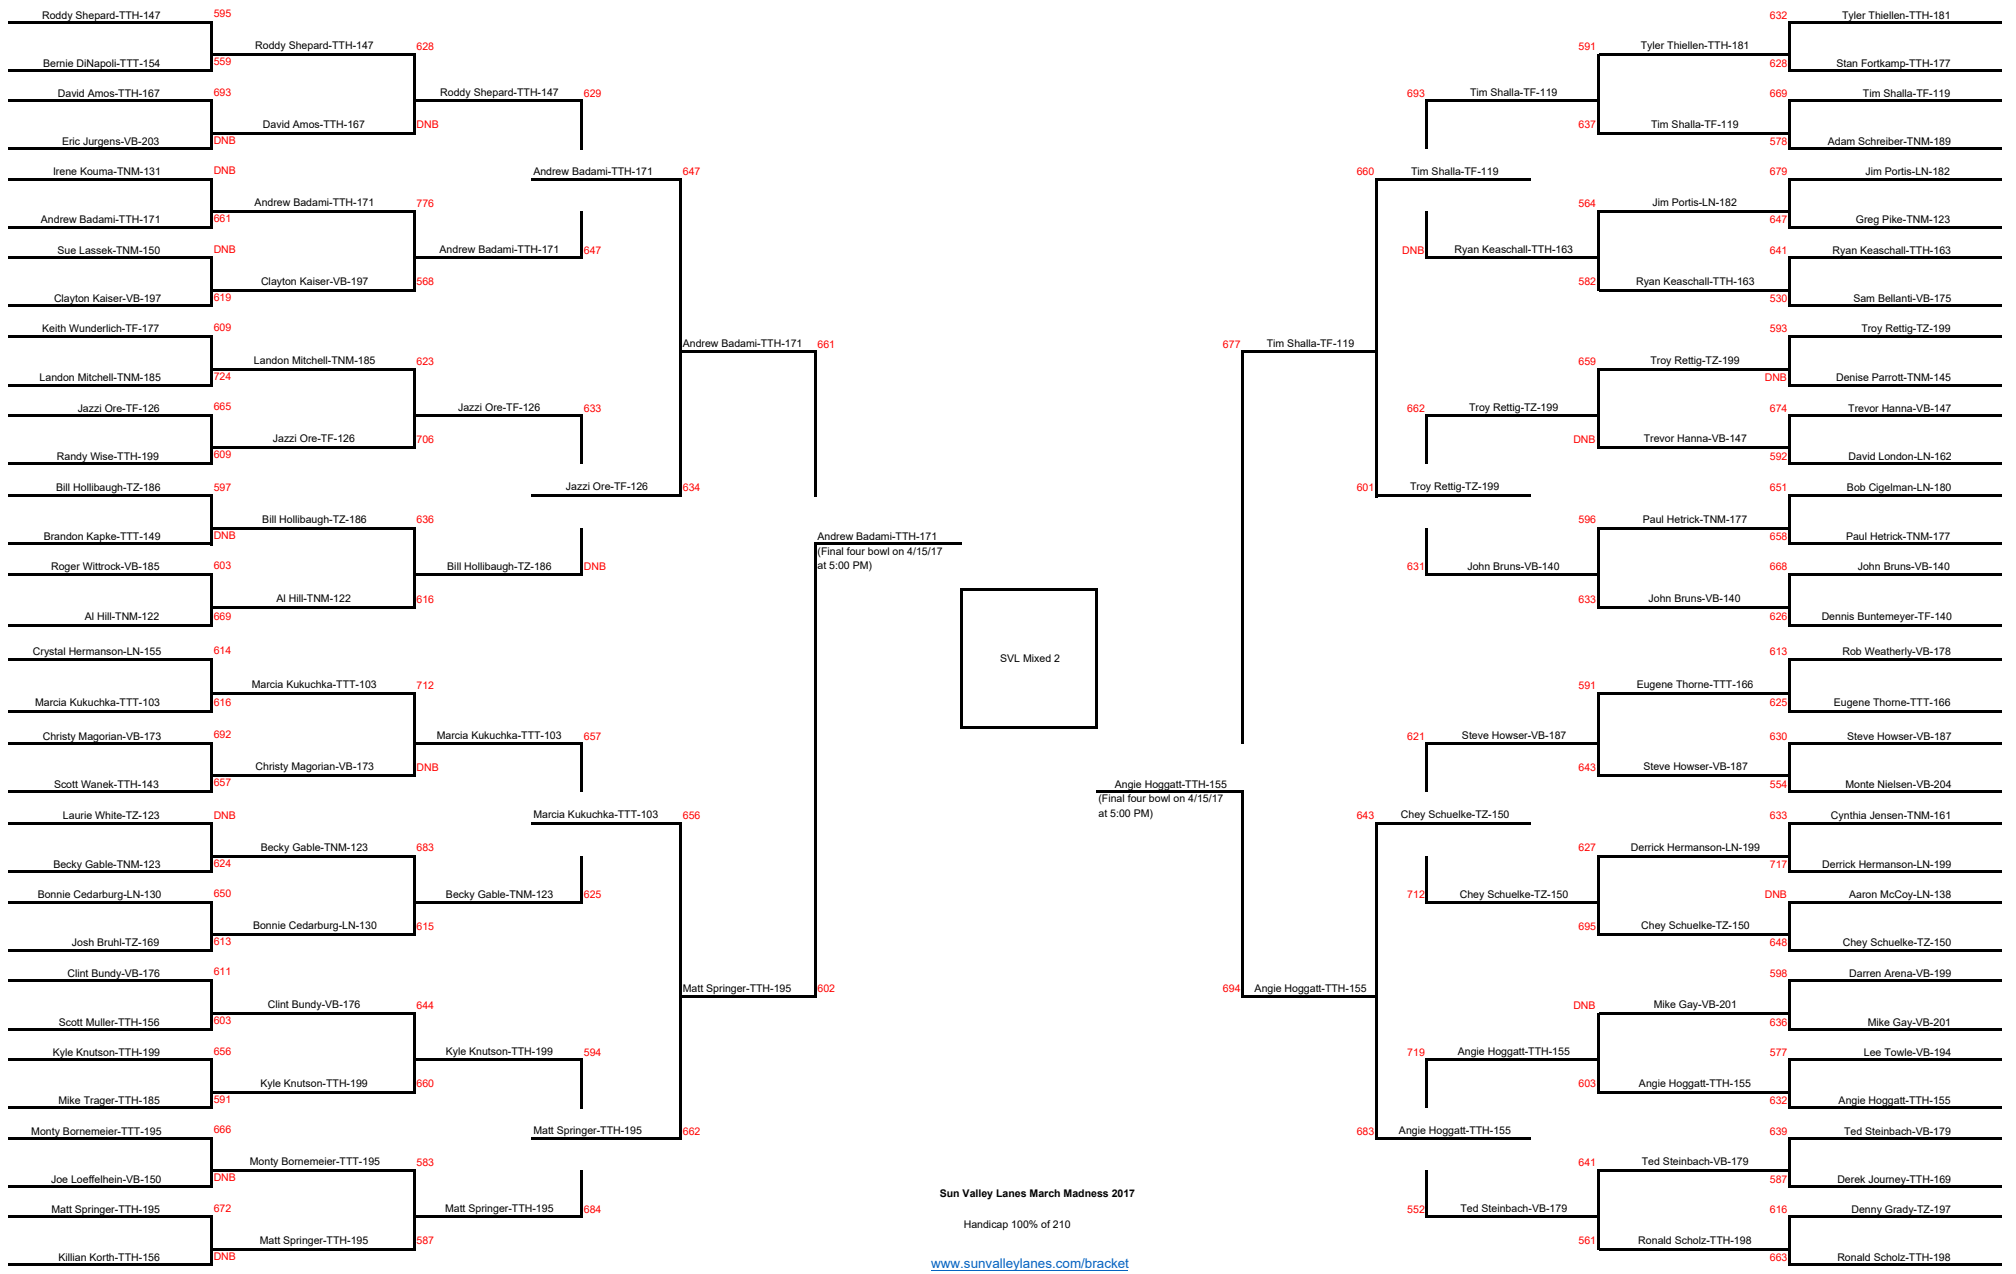 Roddy Shepard-TTH-147 595
Bernie DiNapoli-TTT-154 559
David Amos-TTH-167 693
Eric Jurgens-VB-203 DNB
Irene Kouma-TNM-131 DNB
Andrew Badami-TTH-171 661
Sue Lassek-TNM-150 DNB
Clayton Kaiser-VB-197 619
Keith Wunderlich-TF-177 609
Landon Mitchell-TNM-185 724
Jazzi Ore-TF-126 665
Randy Wise-TTH-199 609
Bill Hollibaugh-TZ-186 597
Brandon Kapke-TTT-149 DNB
Roger Wittrock-VB-185 603
Al Hill-TNM-122 669
Crystal Hermanson-LN-155 614
Marcia Kukuchka-TTT-103 616
Christy Magorian-VB-173 692
Scott Wanek-TTH-143 657
Laurie White-TZ-123 DNB
Becky Gable-TNM-123 624
Bonnie Cedarburg-LN-130 650
Josh Bruhl-TZ-169 613
Clint Bundy-VB-176 611
Scott Muller-TTH-156 603
Kyle Knutson-TTH-199 656
Mike Trager-TTH-185 591
Monty Bornemeier-TTT-195 666
Joe Loeffelhein-VB-150 DNB
Matt Springer-TTH-195 672
Killian Korth-TTH-156 DNB
Roddy Shepard-TTH-147 628
David Amos-TTH-167 DNB
Andrew Badami-TTH-171 776
Clayton Kaiser-VB-197 568
Landon Mitchell-TNM-185 623
Jazzi Ore-TF-126 706
Bill Hollibaugh-TZ-186 636
Al Hill-TNM-122 616
Marcia Kukuchka-TTT-103 712
Christy Magorian-VB-173 DNB
Becky Gable-TNM-123 683
Bonnie Cedarburg-LN-130 615
Clint Bundy-VB-176 644
Kyle Knutson-TTH-199 660
Monty Bornemeier-TTT-195 583
Matt Springer-TTH-195 587
Roddy Shepard-TTH-147 629
Andrew Badami-TTH-171 647
Jazzi Ore-TF-126 633
Bill Hollibaugh-TZ-186 DNB
Marcia Kukuchka-TTT-103 657
Becky Gable-TNM-123 625
Kyle Knutson-TTH-199 594
Matt Springer-TTH-195 684
Andrew Badami-TTH-171 647
Jazzi Ore-TF-126 634
Marcia Kukuchka-TTT-103 656
Matt Springer-TTH-195 662
Andrew Badami-TTH-171 661
Matt Springer-TTH-195 602
Andrew Badami-TTH-171
(Final four bowl on 4/15/17
at 5:00 PM)
SVL Mixed 2
Angie Hoggatt-TTH-155
(Final four bowl on 4/15/17
at 5:00 PM)
677 Tim Shalla-TF-119
694 Angie Hoggatt-TTH-155
660 Tim Shalla-TF-119
601 Troy Rettig-TZ-199
643 Chey Schuelke-TZ-150
683 Angie Hoggatt-TTH-155
693 Tim Shalla-TF-119
DNB Ryan Keaschall-TTH-163
662 Troy Rettig-TZ-199
631 John Bruns-VB-140
621 Steve Howser-VB-187
712 Chey Schuelke-TZ-150
719 Angie Hoggatt-TTH-155
552 Ted Steinbach-VB-179
591 Tyler Thiellen-TTH-181
637 Tim Shalla-TF-119
564 Jim Portis-LN-182
582 Ryan Keaschall-TTH-163
659 Troy Rettig-TZ-199
DNB Trevor Hanna-VB-147
596 Paul Hetrick-TNM-177
633 John Bruns-VB-140
591 Eugene Thorne-TTT-166
643 Steve Howser-VB-187
627 Derrick Hermanson-LN-199
695 Chey Schuelke-TZ-150
DNB Mike Gay-VB-201
603 Angie Hoggatt-TTH-155
641 Ted Steinbach-VB-179
561 Ronald Scholz-TTH-198
632 Tyler Thiellen-TTH-181
628 Stan Fortkamp-TTH-177
669 Tim Shalla-TF-119
578 Adam Schreiber-TNM-189
679 Jim Portis-LN-182
647 Greg Pike-TNM-123
641 Ryan Keaschall-TTH-163
530 Sam Bellanti-VB-175
593 Troy Rettig-TZ-199
DNB Denise Parrott-TNM-145
674 Trevor Hanna-VB-147
592 David London-LN-162
651 Bob Cigelman-LN-180
658 Paul Hetrick-TNM-177
668 John Bruns-VB-140
626 Dennis Buntemeyer-TF-140
613 Rob Weatherly-VB-178
625 Eugene Thorne-TTT-166
630 Steve Howser-VB-187
554 Monte Nielsen-VB-204
633 Cynthia Jensen-TNM-161
717 Derrick Hermanson-LN-199
DNB Aaron McCoy-LN-138
648 Chey Schuelke-TZ-150
598 Darren Arena-VB-199
636 Mike Gay-VB-201
577 Lee Towle-VB-194
632 Angie Hoggatt-TTH-155
639 Ted Steinbach-VB-179
587 Derek Journey-TTH-169
616 Denny Grady-TZ-197
663 Ronald Scholz-TTH-198
Sun Valley Lanes March Madness 2017
Handicap 100% of 210
www.sunvalleylanes.com/bracket